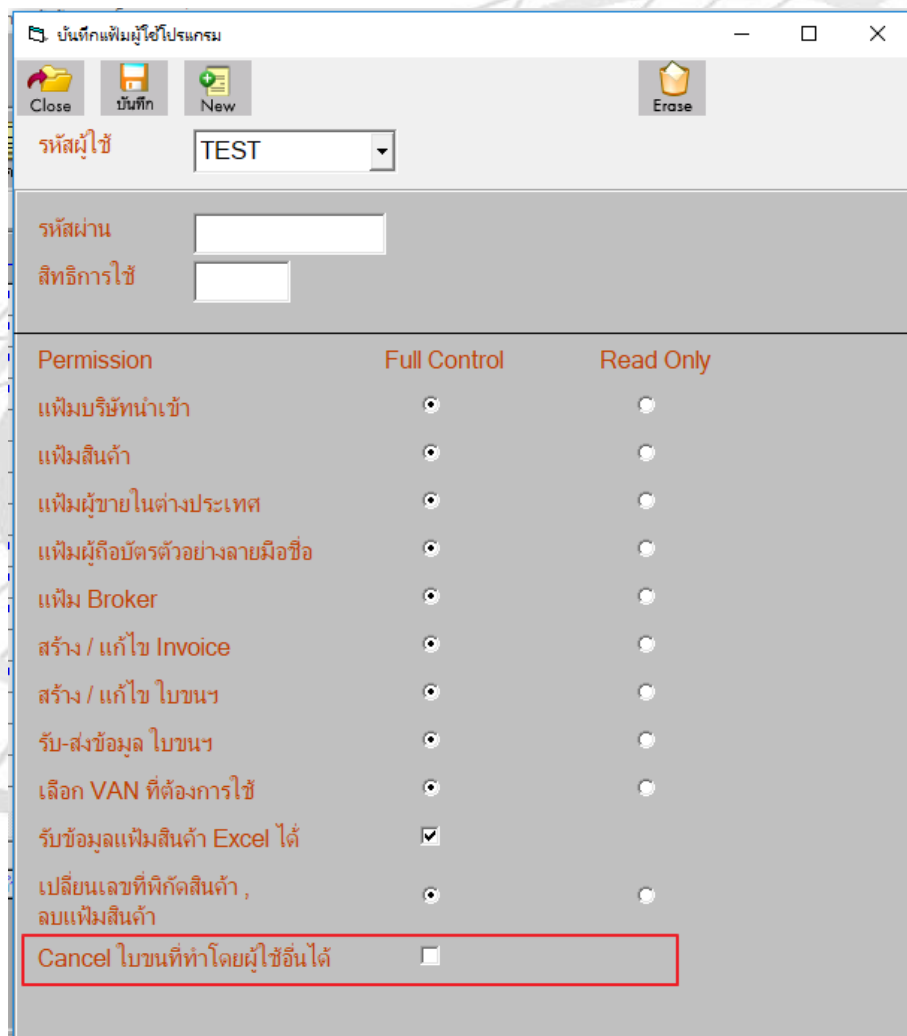 บันทึกแฟ้มผู้ใช้โปรแกรม
Close บันทึก New Erase
รหัสผู้ใช้ TEST
รหัสผ่าน
สิทธิการใช้
Permission Full Control Read Only
แฟ้มบริษัทนำเข้า
แฟ้มสินค้า
แฟ้มผู้ขายในต่างประเทศ
แฟ้มผู้ถือบัตรตัวอย่างลายมือชื่อ
แฟ้ม Broker
สร้าง / แก้ไข Invoice
สร้าง / แก้ไข ใบขนฯ
รับ-ส่งข้อมูล ใบขนฯ
เลือก VAN ที่ต้องการใช้
รับข้อมูลแฟ้มสินค้า Excel ได้
เปลี่ยนเลขที่พิกัดสินค้า ,
ลบแฟ้มสินค้า
Cancel ใบขนที่ทำโดยผู้ใช้อื่นได้